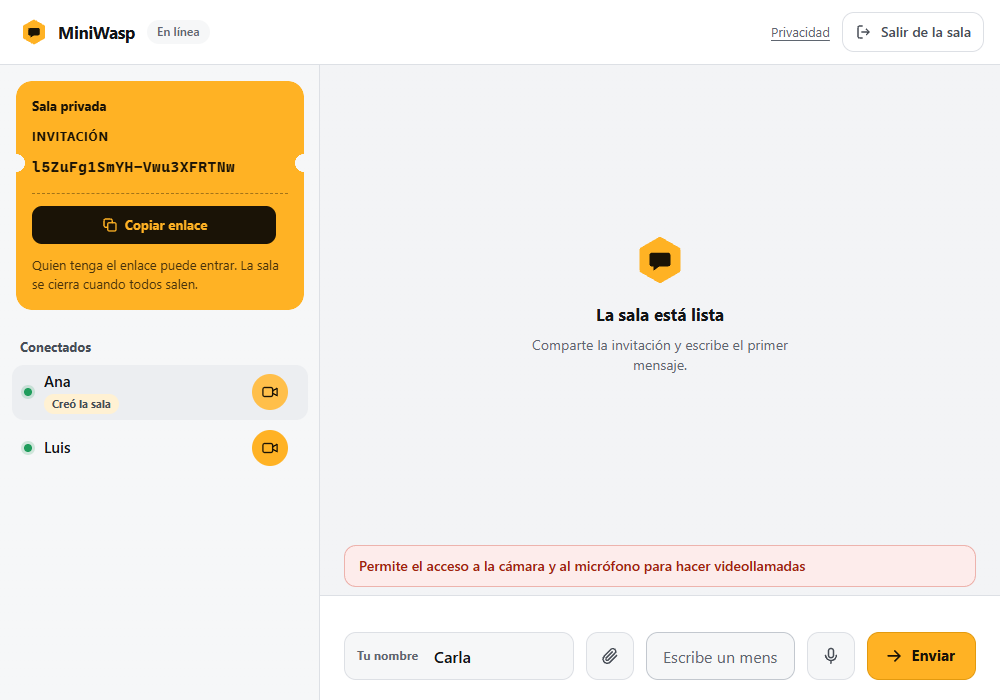 MiniWasp
En línea
Privacidad
Salir de la sala
Sala privada
INVITACIÓN
l5ZuFg1SmYH-Vwu3XFRTNw
Copiar enlace
Quien tenga el enlace puede entrar. La sala
se cierra cuando todos salen.
Conectados
Ana
Creó la sala
Luis
La sala está lista
Comparte la invitación y escribe el primer
mensaje.
Permite el acceso a la cámara y al micrófono para hacer videollamadas
Tu nombre
Carla
Escribe un mens
Enviar